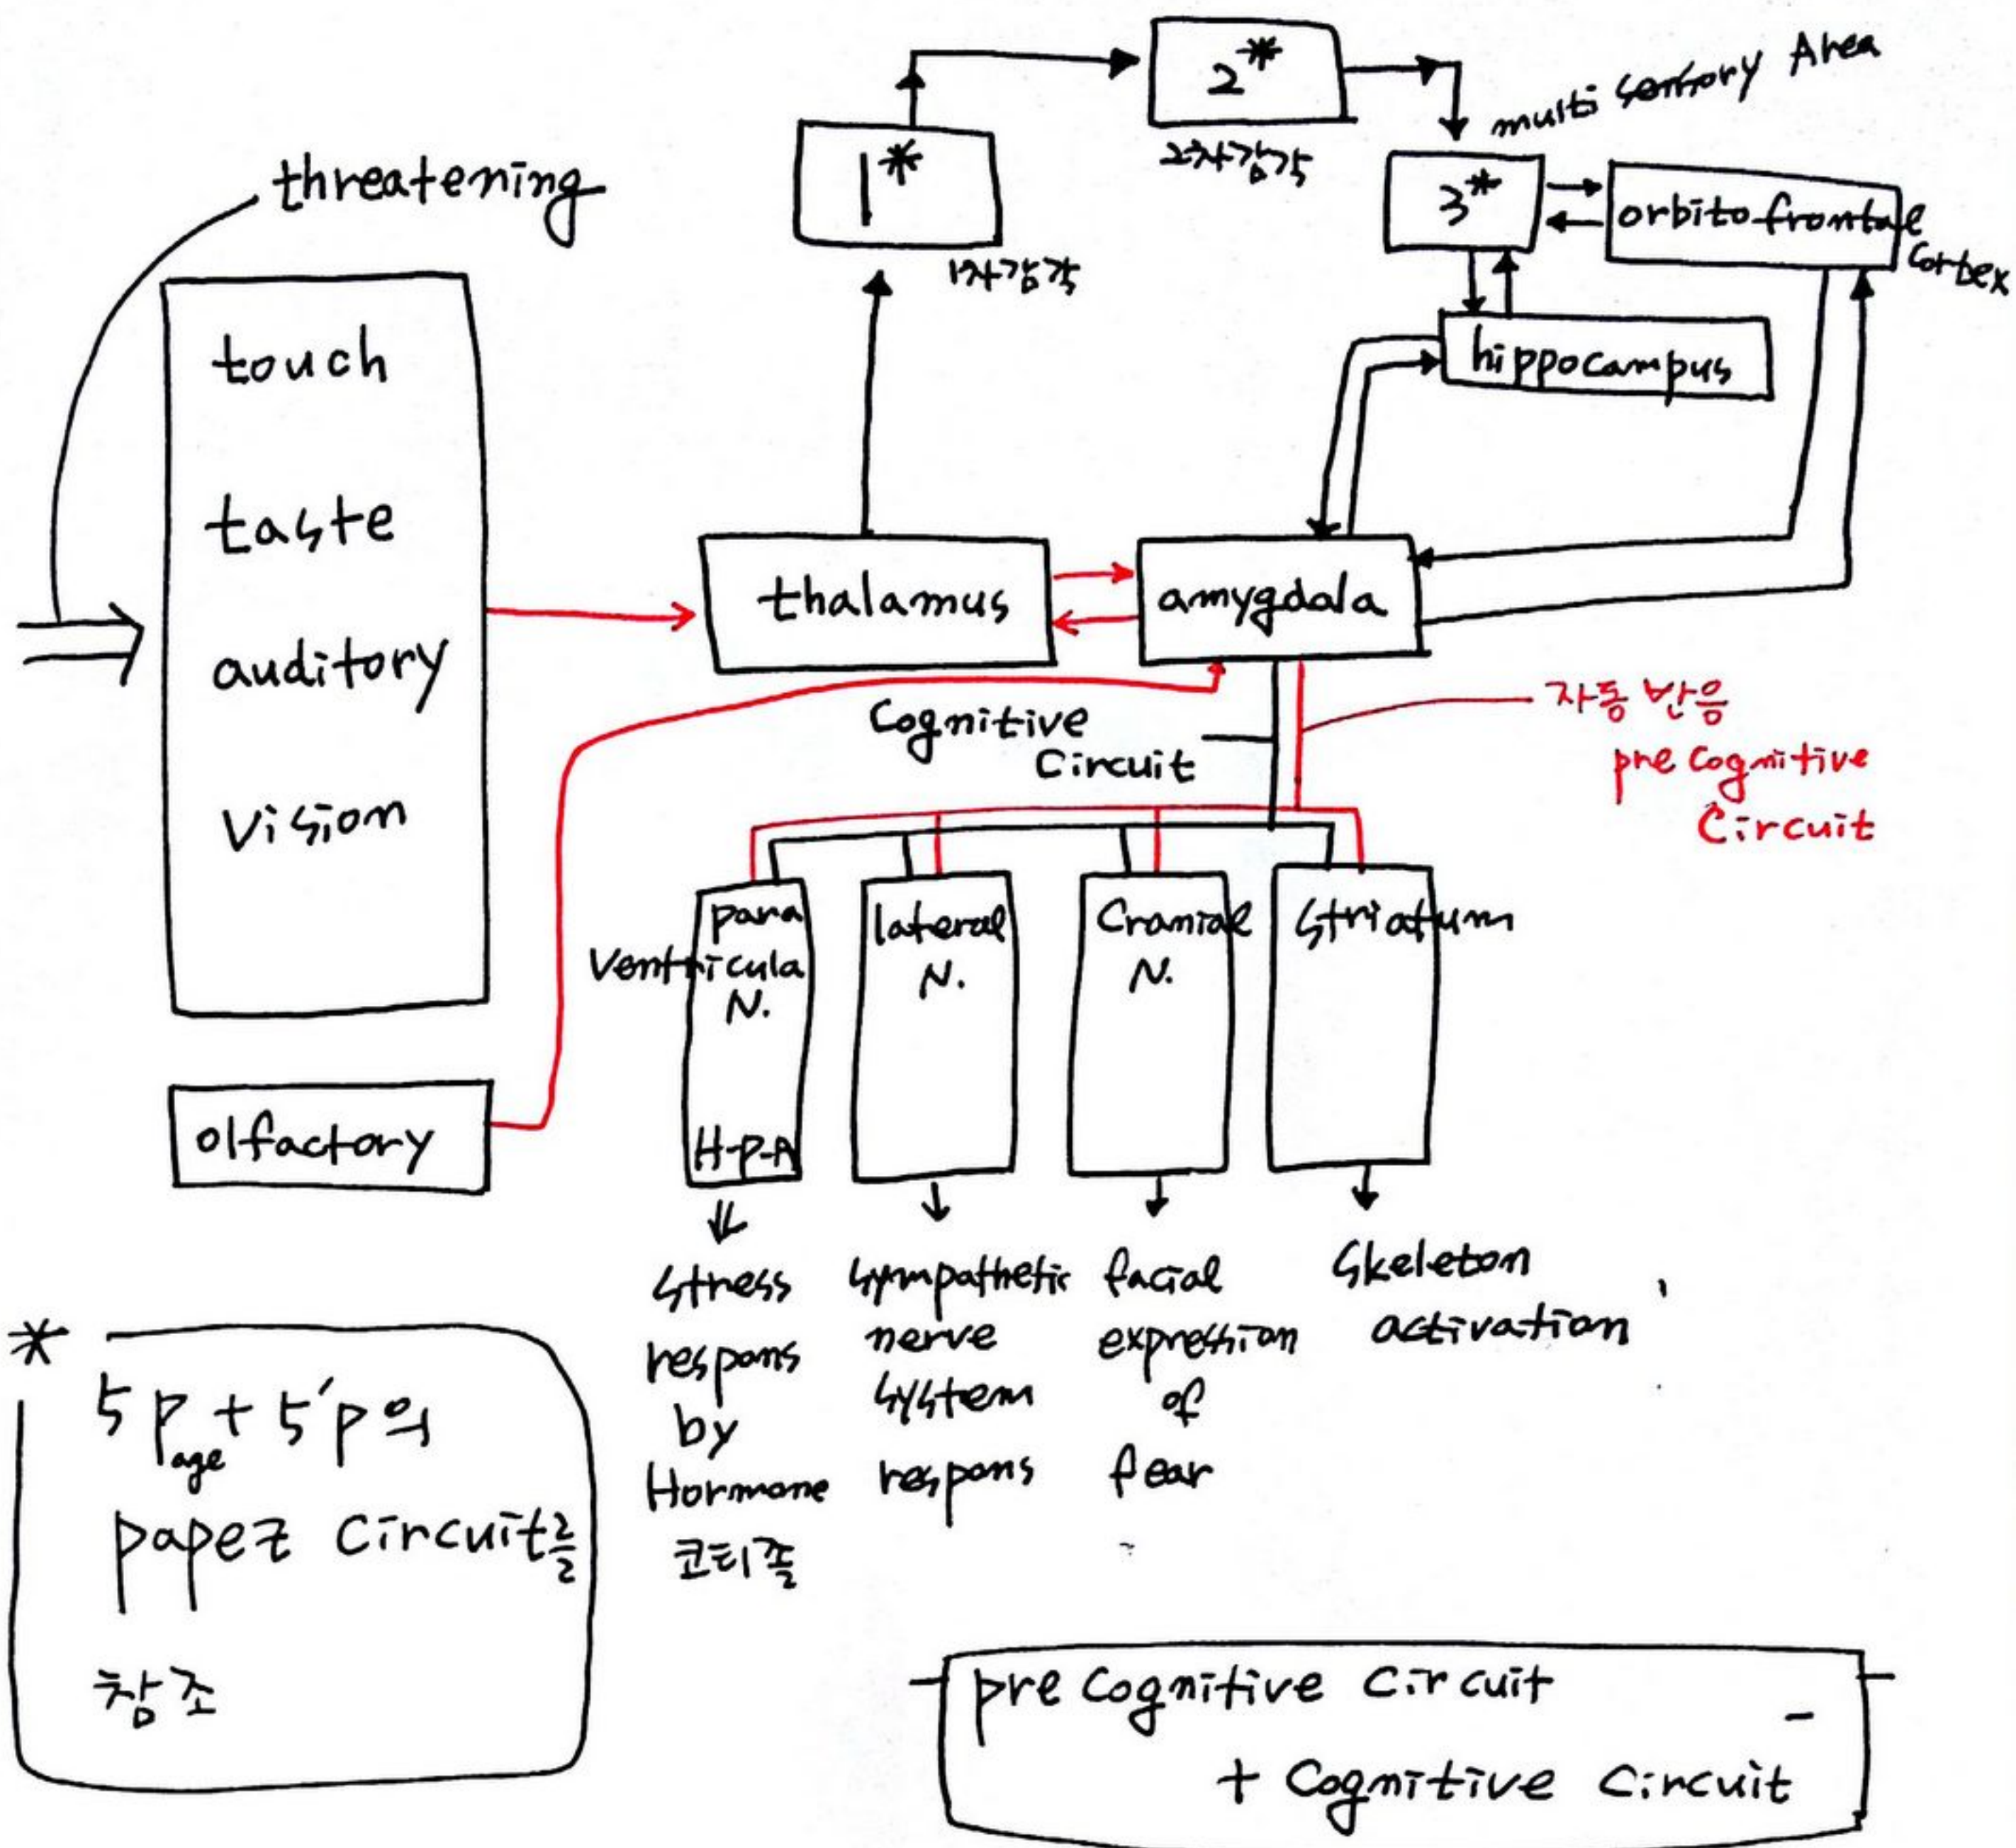 threatening
touch
taste
auditory
vision
olfactory
1*
1차감각
2*
2차감각
multi sensory Area
3*
orbito frontal
Cortex
hippocampus
thalamus
amygdala
Cognitive
Circuit
자동 반응
pre Cognitive
Circuit
para
Ventricula
N.
H-P-A
lateral
N.
Cranial
N.
Striatum
Stress
respons
by
Hormone
코티졸
Sympathetic
nerve
System
respons
facial
expression
of
fear
Skeleton
activation
*
5 Page + 5'p의
papez Circuit를
참조
pre Cognitive Circuit
+ Cognitive Circuit